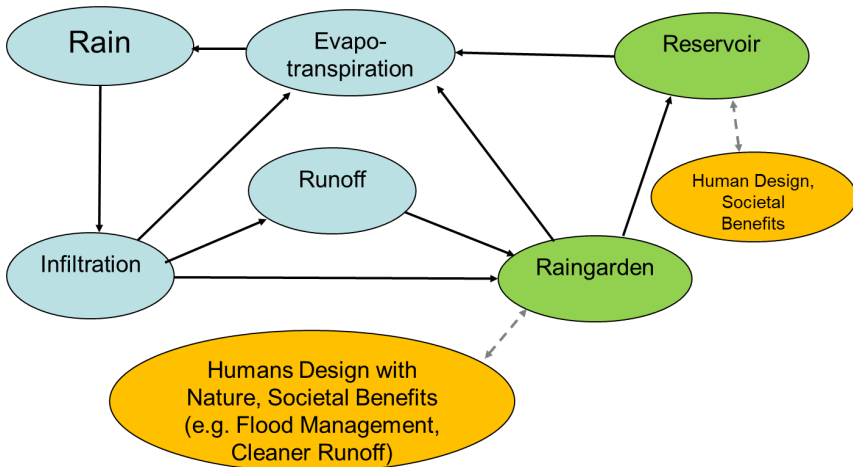 Rain
Evapo-
transpiration
Reservoir
Runoff
Human Design,
Societal
Benefits
Infiltration
Raingarden
Humans Design with
Nature, Societal Benefits
(e.g. Flood Management,
Cleaner Runoff)